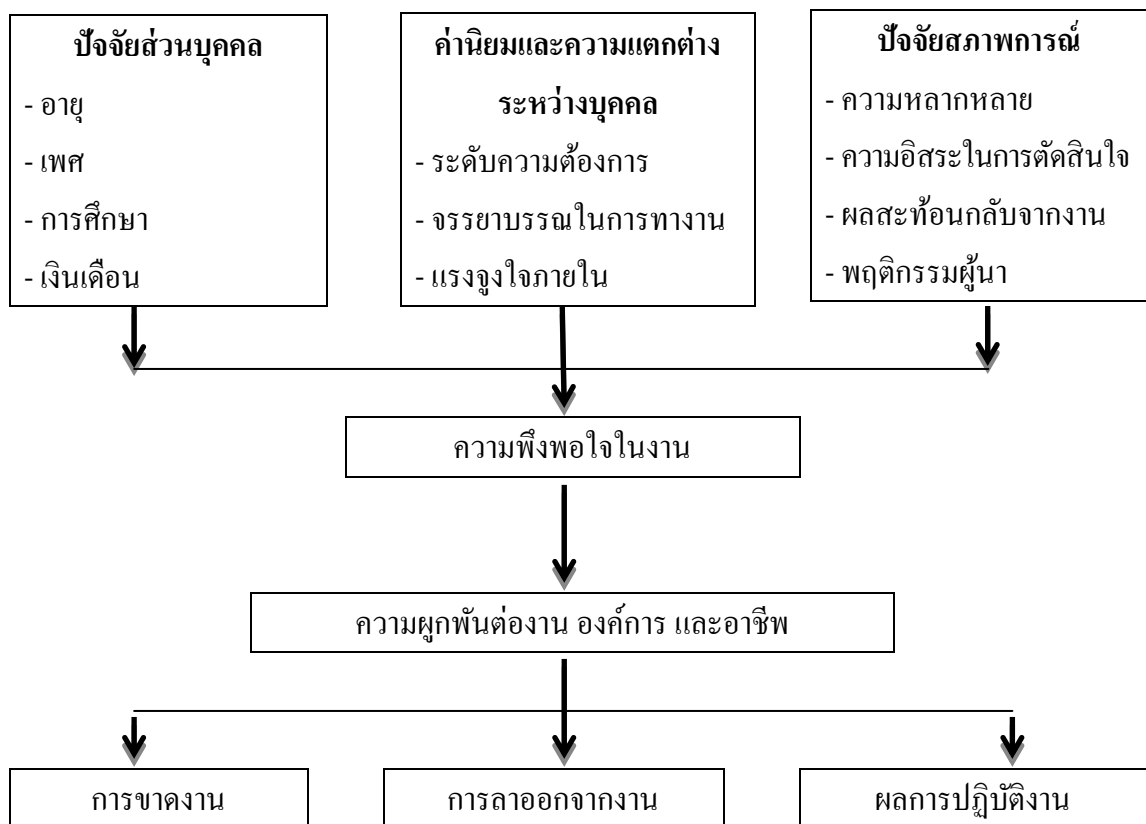 ปัจจัยส่วนบุคคล
- อายุ
- เพศ
- การศึกษา
- เงินเดือน
ค่านิยมและความแตกต่าง
ระหว่างบุคคล
- ระดับความต้องการ
- จรรยาบรรณในการทางาน
- แรงจูงใจภายใน
ปัจจัยสภาพการณ์
- ความหลากหลาย
- ความอิสระในการตัดสินใจ
- ผลสะท้อนกลับจากงาน
- พฤติกรรมผู้นา
ความพึงพอใจในงาน
ความผูกพันต่องาน องค์การ และอาชีพ
การขาดงาน
การลาออกจากงาน
ผลการปฏิบัติงาน